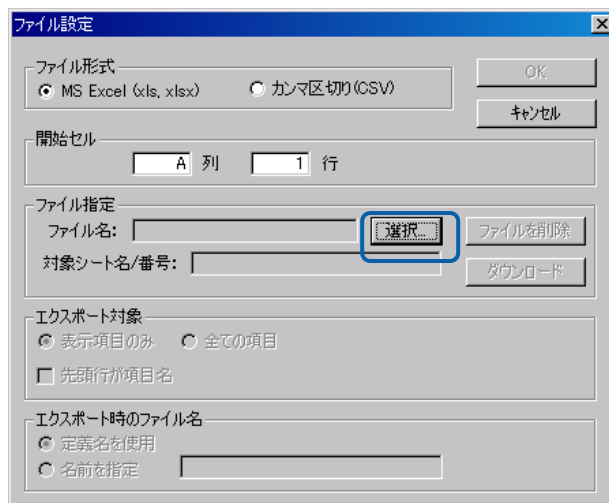 ファイル設定
ファイル形式
MS Excel (xls, xlsx) カンマ区切り(CSV)
OK
キャンセル
開始セル
A 列 1 行
ファイル指定
ファイル名: 選択... ファイルを削除
対象シート名/番号: ダウンロード
エクスポート対象
表示項目のみ 全ての項目
先頭行が項目名
エクスポート時のファイル名
定義名を使用
名前を指定